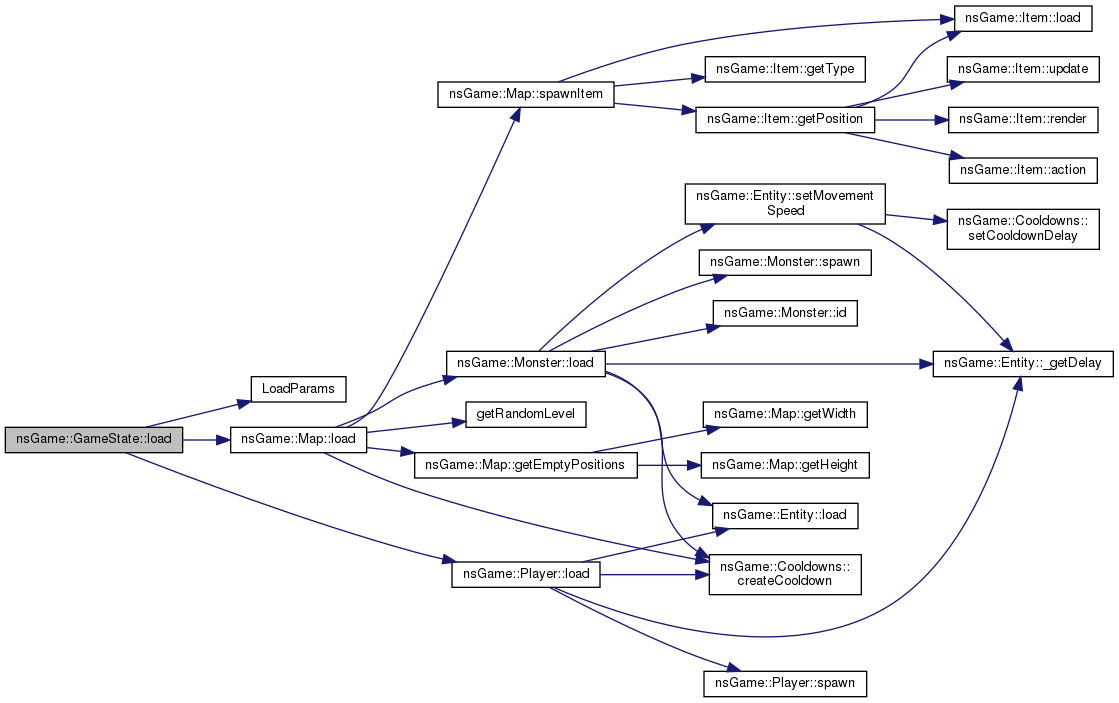 nsGame::GameState::load
LoadParams
nsGame::Map::load
nsGame::Player::load
nsGame::Map::spawnItem
nsGame::Monster::load
getRandomLevel
nsGame::Map::getEmptyPositions
nsGame::Item::getType
nsGame::Item::getPosition
nsGame::Entity::setMovement
Speed
nsGame::Monster::spawn
nsGame::Monster::id
nsGame::Map::getWidth
nsGame::Map::getHeight
nsGame::Entity::load
nsGame::Cooldowns::
createCooldown
nsGame::Player::spawn
nsGame::Item::load
nsGame::Item::update
nsGame::Item::render
nsGame::Item::action
nsGame::Cooldowns::
setCooldownDelay
nsGame::Entity::_getDelay